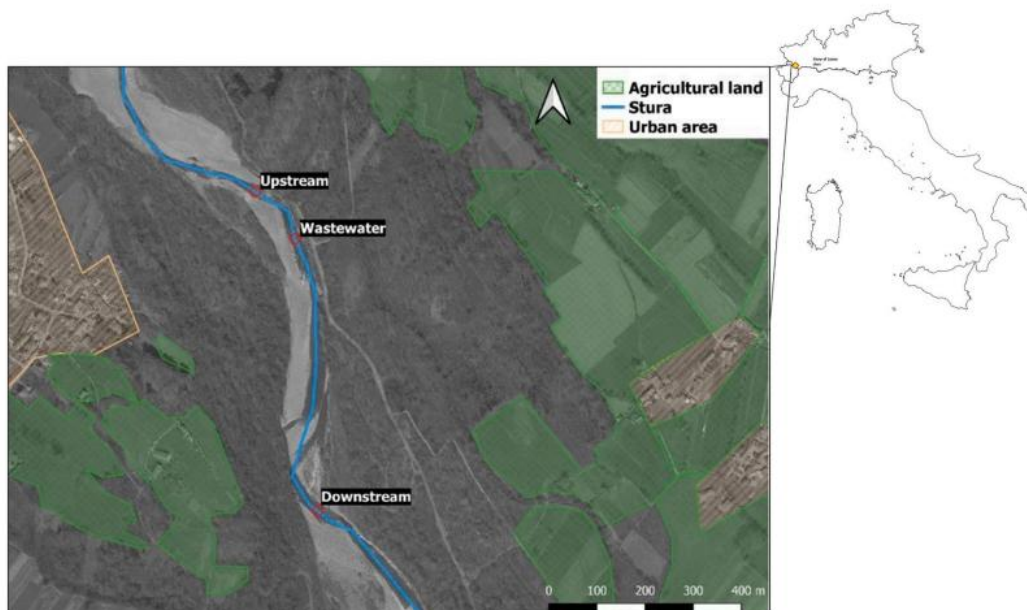 Agricultural land
Stura
Urban area
Upstream
Wastewater
Downstream
0 100 200 300 400 m